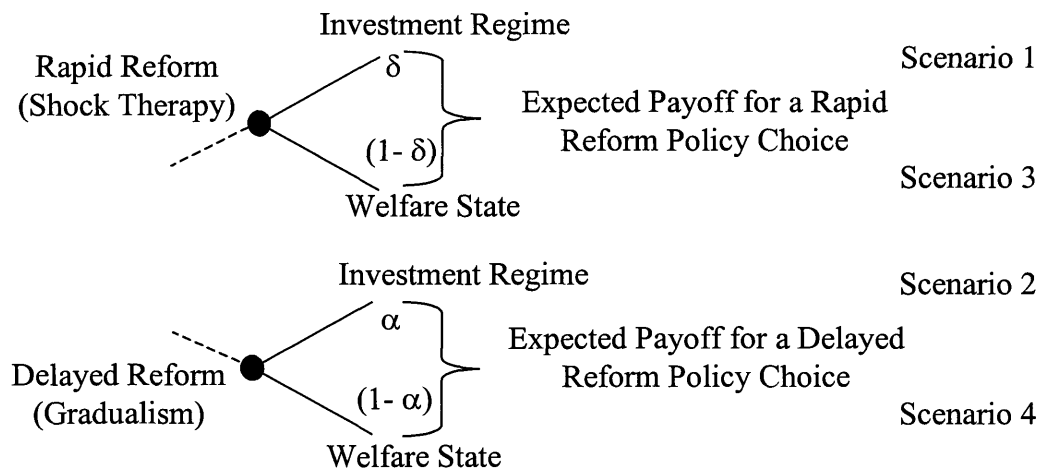 Investment Regime
Scenario 1
Rapid Reform
(Shock Therapy)
δ
Expected Payoff for a Rapid
Reform Policy Choice
(1- δ)
Scenario 3
Welfare State
Investment Regime
Scenario 2
α
Expected Payoff for a Delayed
Reform Policy Choice
Delayed Reform
(Gradualism)
(1- α)
Scenario 4
Welfare State